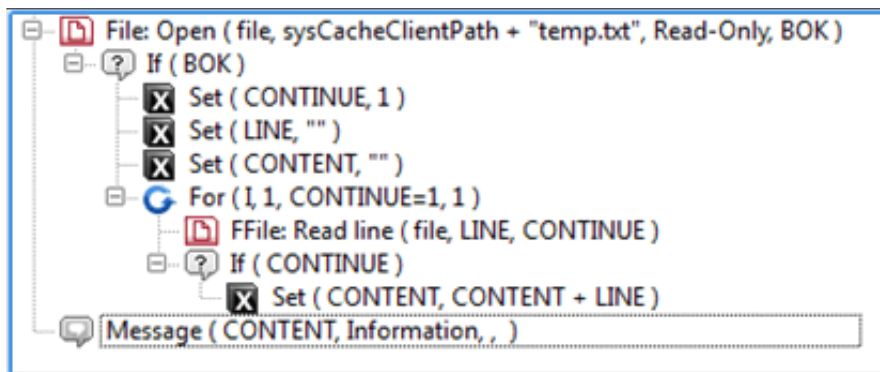 File: Open ( file, sysCacheClientPath + "temp.txt", Read-Only, BOK )
If ( BOK )
Set ( CONTINUE, 1 )
Set ( LINE, "" )
Set ( CONTENT, "" )
For ( I, 1, CONTINUE=1, 1 )
FFile: Read line ( file, LINE, CONTINUE )
If ( CONTINUE )
Set ( CONTENT, CONTENT + LINE )
Message ( CONTENT, Information, , )